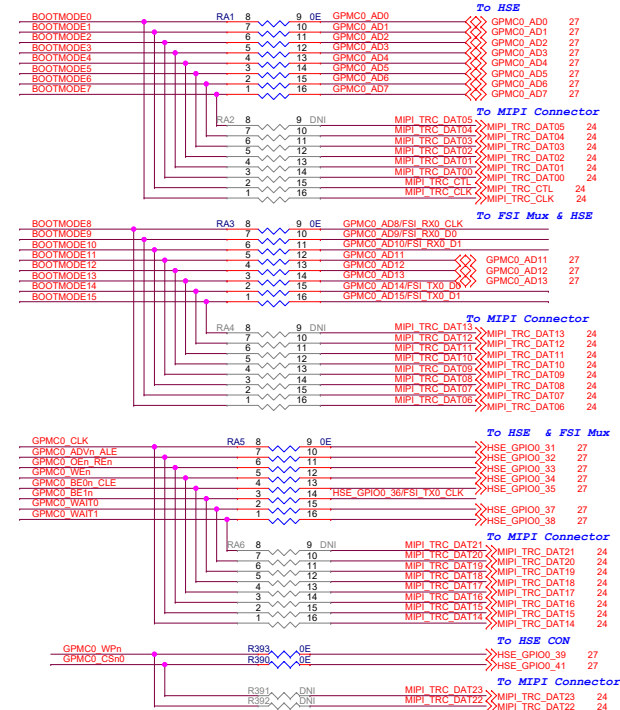 To HSE
BOOTMODE0 RA1 8 9 0E GPMC0_AD0 GPMC0_AD0 27
BOOTMODE1 7 10 GPMC0_AD1 GPMC0_AD1 27
BOOTMODE2 6 11 GPMC0_AD2 GPMC0_AD2 27
BOOTMODE3 5 12 GPMC0_AD3 GPMC0_AD3 27
BOOTMODE4 4 13 GPMC0_AD4 GPMC0_AD4 27
BOOTMODE5 3 14 GPMC0_AD5 GPMC0_AD5 27
BOOTMODE6 2 15 GPMC0_AD6 GPMC0_AD6 27
BOOTMODE7 1 16 GPMC0_AD7 GPMC0_AD7 27
To MIPI Connector
RA2 8 9 DNI MIPI_TRC_DAT05 MIPI_TRC_DAT05 24
7 10 MIPI_TRC_DAT04 MIPI_TRC_DAT04 24
6 11 MIPI_TRC_DAT03 MIPI_TRC_DAT03 24
5 12 MIPI_TRC_DAT02 MIPI_TRC_DAT02 24
4 13 MIPI_TRC_DAT01 MIPI_TRC_DAT01 24
3 14 MIPI_TRC_DAT00 MIPI_TRC_DAT00 24
2 15 MIPI_TRC_CTL MIPI_TRC_CTL 24
1 16 MIPI_TRC_CLK MIPI_TRC_CLK 24
To FSI Mux & HSE
BOOTMODE8 RA3 8 9 0E GPMC0_AD8/FSI_RX0_CLK
BOOTMODE9 7 10 GPMC0_AD9/FSI_RX0_D0
BOOTMODE10 6 11 GPMC0_AD10/FSI_RX0_D1
BOOTMODE11 5 12 GPMC0_AD11 GPMC0_AD11 27
BOOTMODE12 4 13 GPMC0_AD12 GPMC0_AD12 27
BOOTMODE13 3 14 GPMC0_AD13 GPMC0_AD13 27
BOOTMODE14 2 15 GPMC0_AD14/FSI_TX0_D0
BOOTMODE15 1 16 GPMC0_AD15/FSI_TX0_D1
To MIPI Connector
RA4 8 9 DNI MIPI_TRC_DAT13 MIPI_TRC_DAT13 24
7 10 MIPI_TRC_DAT12 MIPI_TRC_DAT12 24
6 11 MIPI_TRC_DAT11 MIPI_TRC_DAT11 24
5 12 MIPI_TRC_DAT10 MIPI_TRC_DAT10 24
4 13 MIPI_TRC_DAT09 MIPI_TRC_DAT09 24
3 14 MIPI_TRC_DAT08 MIPI_TRC_DAT08 24
2 15 MIPI_TRC_DAT07 MIPI_TRC_DAT07 24
1 16 MIPI_TRC_DAT06 MIPI_TRC_DAT06 24
To HSE & FSI Mux
GPMC0_CLK RA5 8 9 0E HSE_GPIO0_31 27
GPMC0_ADVn_ALE 7 10 HSE_GPIO0_32 27
GPMC0_OEn_REn 6 11 HSE_GPIO0_33 27
GPMC0_WEn 5 12 HSE_GPIO0_34 27
GPMC0_BE0n_CLE 4 13 HSE_GPIO0_35 27
GPMC0_BE1n 3 14 HSE_GPIO0_36/FSI_TX0_CLK
GPMC0_WAIT0 2 15 HSE_GPIO0_37 27
GPMC0_WAIT1 1 16 HSE_GPIO0_38 27
To MIPI Connector
RA6 8 9 DNI MIPI_TRC_DAT21 MIPI_TRC_DAT21 24
7 10 MIPI_TRC_DAT20 MIPI_TRC_DAT20 24
6 11 MIPI_TRC_DAT19 MIPI_TRC_DAT19 24
5 12 MIPI_TRC_DAT18 MIPI_TRC_DAT18 24
4 13 MIPI_TRC_DAT17 MIPI_TRC_DAT17 24
3 14 MIPI_TRC_DAT16 MIPI_TRC_DAT16 24
2 15 MIPI_TRC_DAT15 MIPI_TRC_DAT15 24
1 16 MIPI_TRC_DAT14 MIPI_TRC_DAT14 24
To HSE CON
GPMC0_WPn R393 0E HSE_GPIO0_39 27
GPMC0_CSn0 R390 0E HSE_GPIO0_41 27
To MIPI Connector
R391 DNI MIPI_TRC_DAT23 MIPI_TRC_DAT23 24
R392 DNI MIPI_TRC_DAT22 MIPI_TRC_DAT22 24